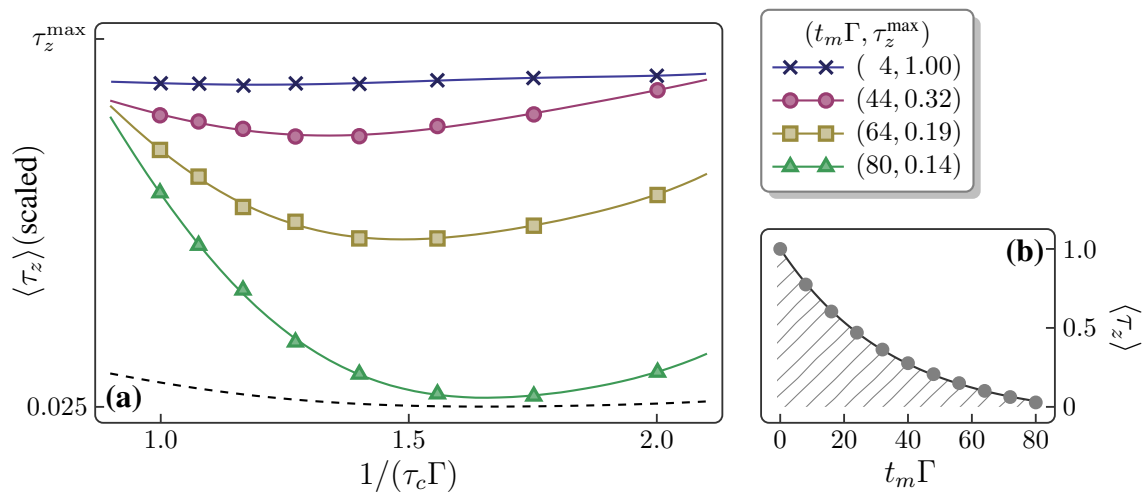 τ_z^max
⟨τ_z⟩ (scaled)
0.025
(a)
1.0 1.5 2.0
1/(τ_cΓ)
(t_mΓ, τ_z^max)
( 4, 1.00)
(44, 0.32)
(64, 0.19)
(80, 0.14)
(b)
1.0
0.5
0
⟨τ_z⟩
0 20 40 60 80
t_mΓ